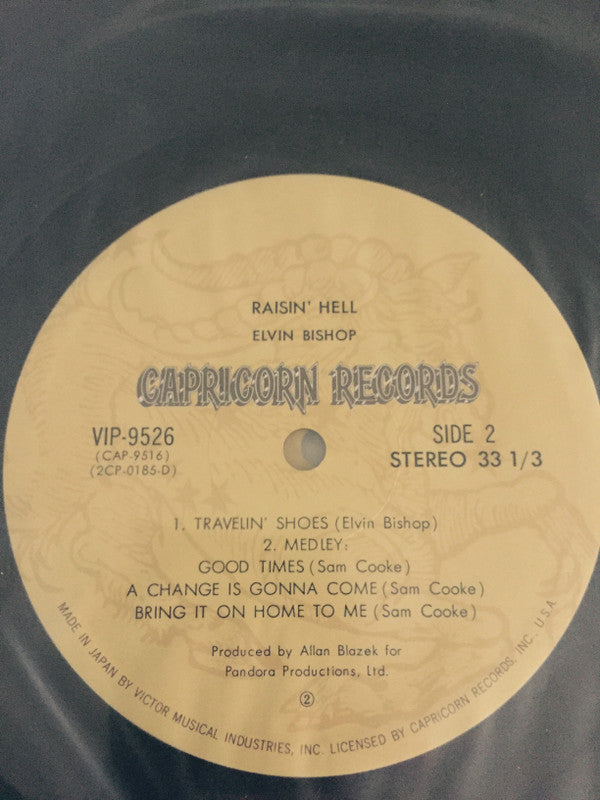 RAISIN' HELL
ELVIN BISHOP
CAPRICORN RECORDS
VIP-9526
(CAP-9516)
(2CP-0185-D)
SIDE 2
STEREO 33 1/3
1. TRAVELIN' SHOES (Elvin Bishop)
2. MEDLEY:
GOOD TIMES (Sam Cooke)
A CHANGE IS GONNA COME (Sam Cooke)
BRING IT ON HOME TO ME (Sam Cooke)
Produced by Allan Blazek for
Pandora Productions, Ltd.
②
MADE IN JAPAN BY VICTOR MUSICAL INDUSTRIES, INC. LICENSED BY CAPRICORN RECORDS, INC. U.S.A.